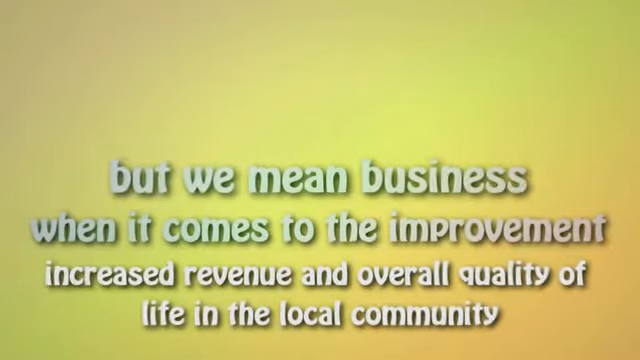 but we mean business
when it comes to the improvement
increased revenue and overall quality of
life in the local community